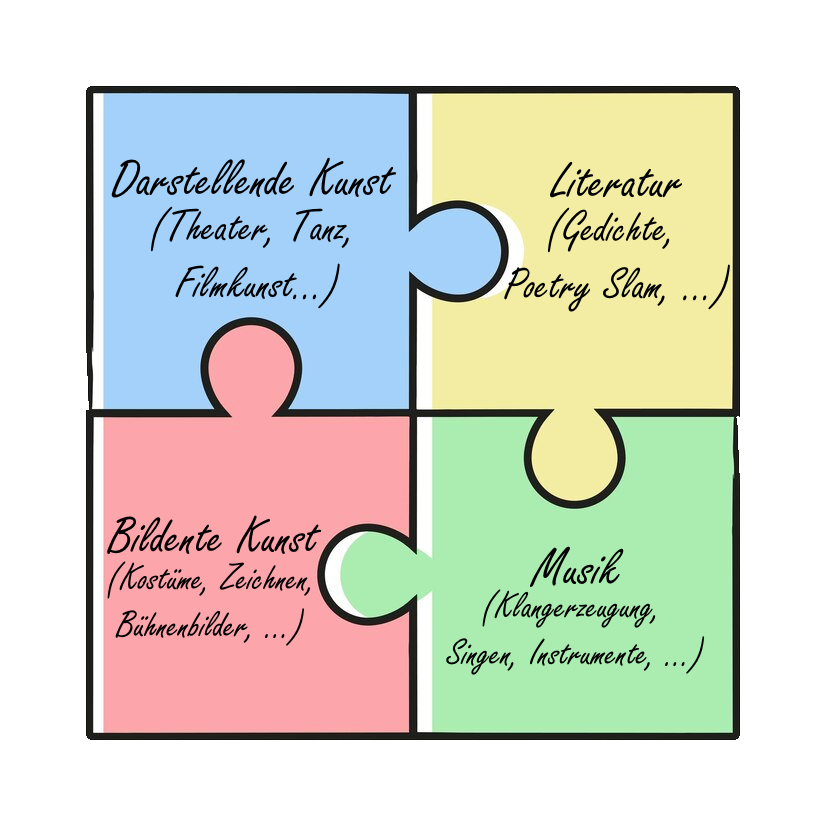 Darstellende Kunst
(Theater, Tanz,
Filmkunst...)
Literatur
(Gedichte,
Poetry Slam, ...)
Bildente Kunst
(Kostüme, Zeichnen,
Bühnenbilder, ...)
Musik
(Klangerzeugung,
Singen, Instrumente, ...)